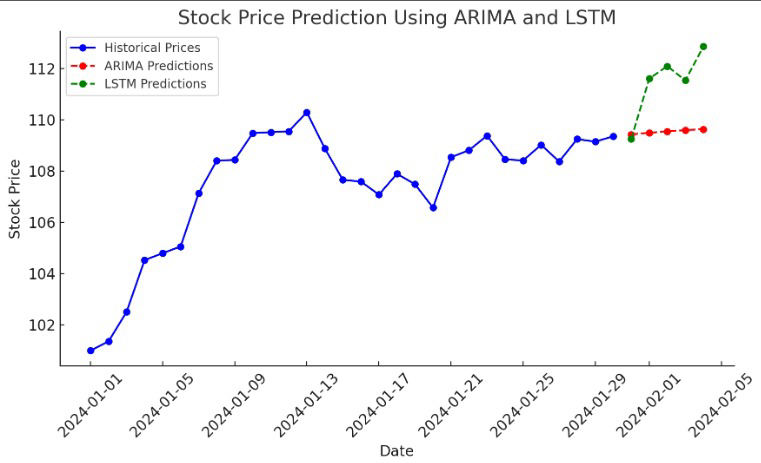 Stock Price Prediction Using ARIMA and LSTM
Historical Prices
ARIMA Predictions
LSTM Predictions
112
110
108
106
104
102
Stock Price
2024-01-01
2024-01-05
2024-01-09
2024-01-13
2024-01-17
2024-01-21
2024-01-25
2024-01-29
2024-02-01
2024-02-05
Date